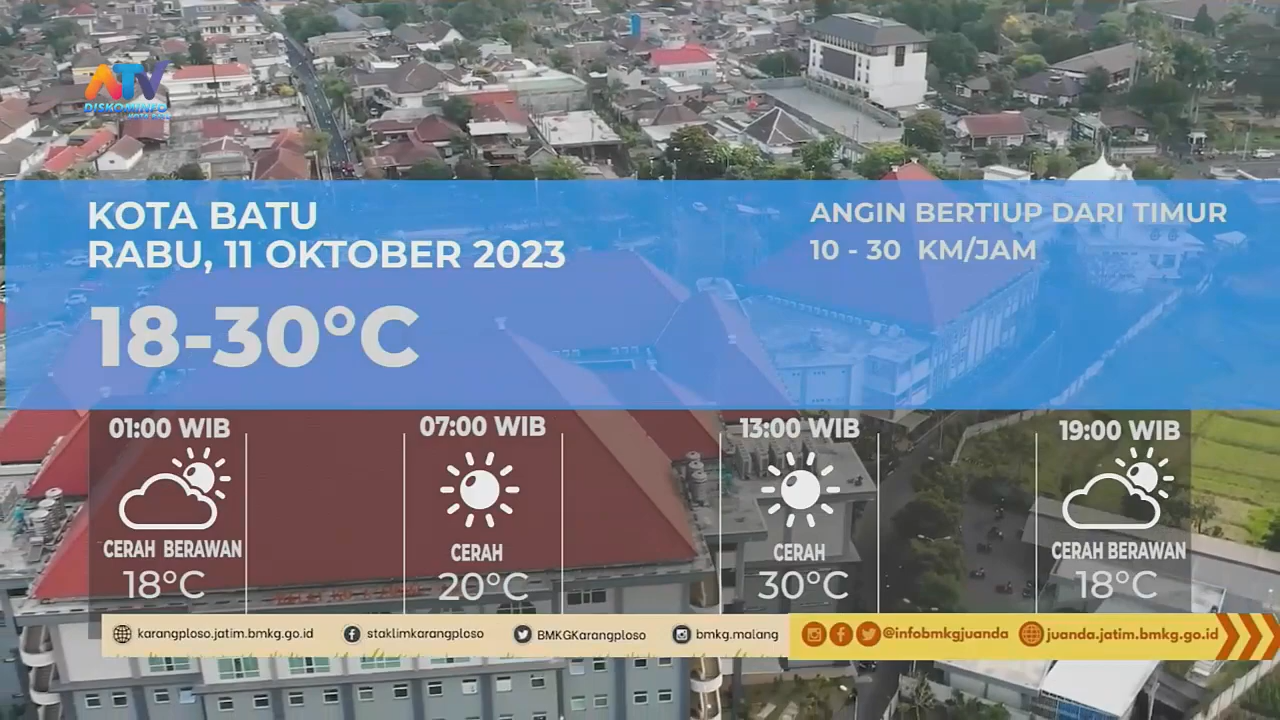 ATV
DISKOMINFO
KOTA BATU
RABU, 11 OKTOBER 2023
18-30°C
ANGIN BERTIUP DARI TIMUR
10 - 30 KM/JAM
01:00 WIB
CERAH BERAWAN
18°C
07:00 WIB
CERAH
20°C
13:00 WIB
CERAH
30°C
19:00 WIB
CERAH BERAWAN
18°C
karangploso.jatim.bmkg.go.id
staklimkarangploso
BMKGKarangploso
bmkg.malang
@infobmkgjuanda
juanda.jatim.bmkg.go.id